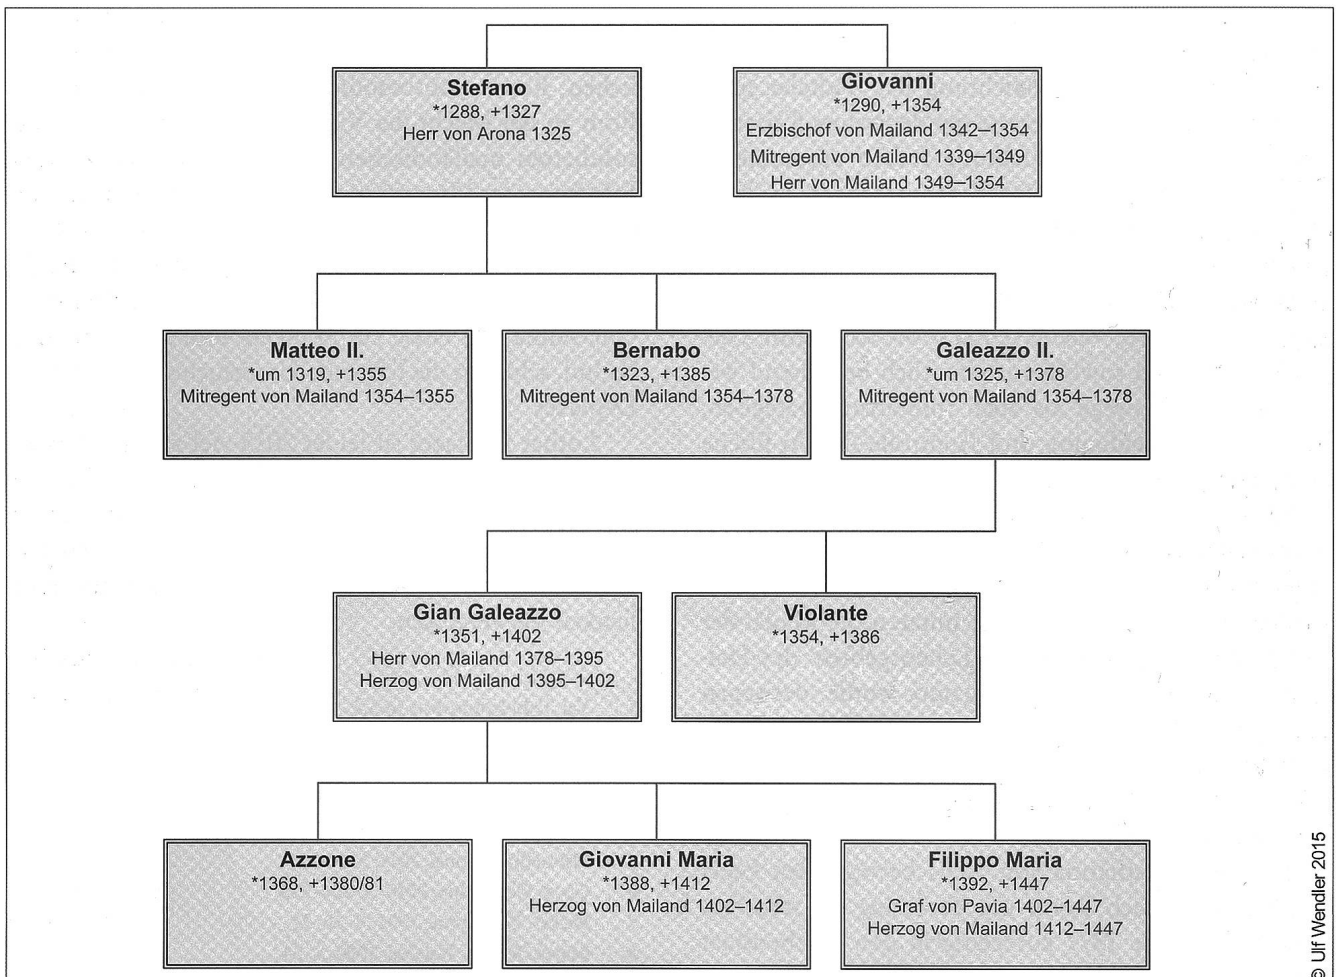 Stefano
*1288, +1327
Herr von Arona 1325
Giovanni
*1290, +1354
Erzbischof von Mailand 1342–1354
Mitregent von Mailand 1339–1349
Herr von Mailand 1349–1354
Matteo II.
*um 1319, +1355
Mitregent von Mailand 1354–1355
Bernabo
*1323, +1385
Mitregent von Mailand 1354–1378
Galeazzo II.
*um 1325, +1378
Mitregent von Mailand 1354–1378
Gian Galeazzo
*1351, +1402
Herr von Mailand 1378–1395
Herzog von Mailand 1395–1402
Violante
*1354, +1386
Azzone
*1368, +1380/81
Giovanni Maria
*1388, +1412
Herzog von Mailand 1402–1412
Filippo Maria
*1392, +1447
Graf von Pavia 1402–1447
Herzog von Mailand 1412–1447
© Ulf Wendler 2015